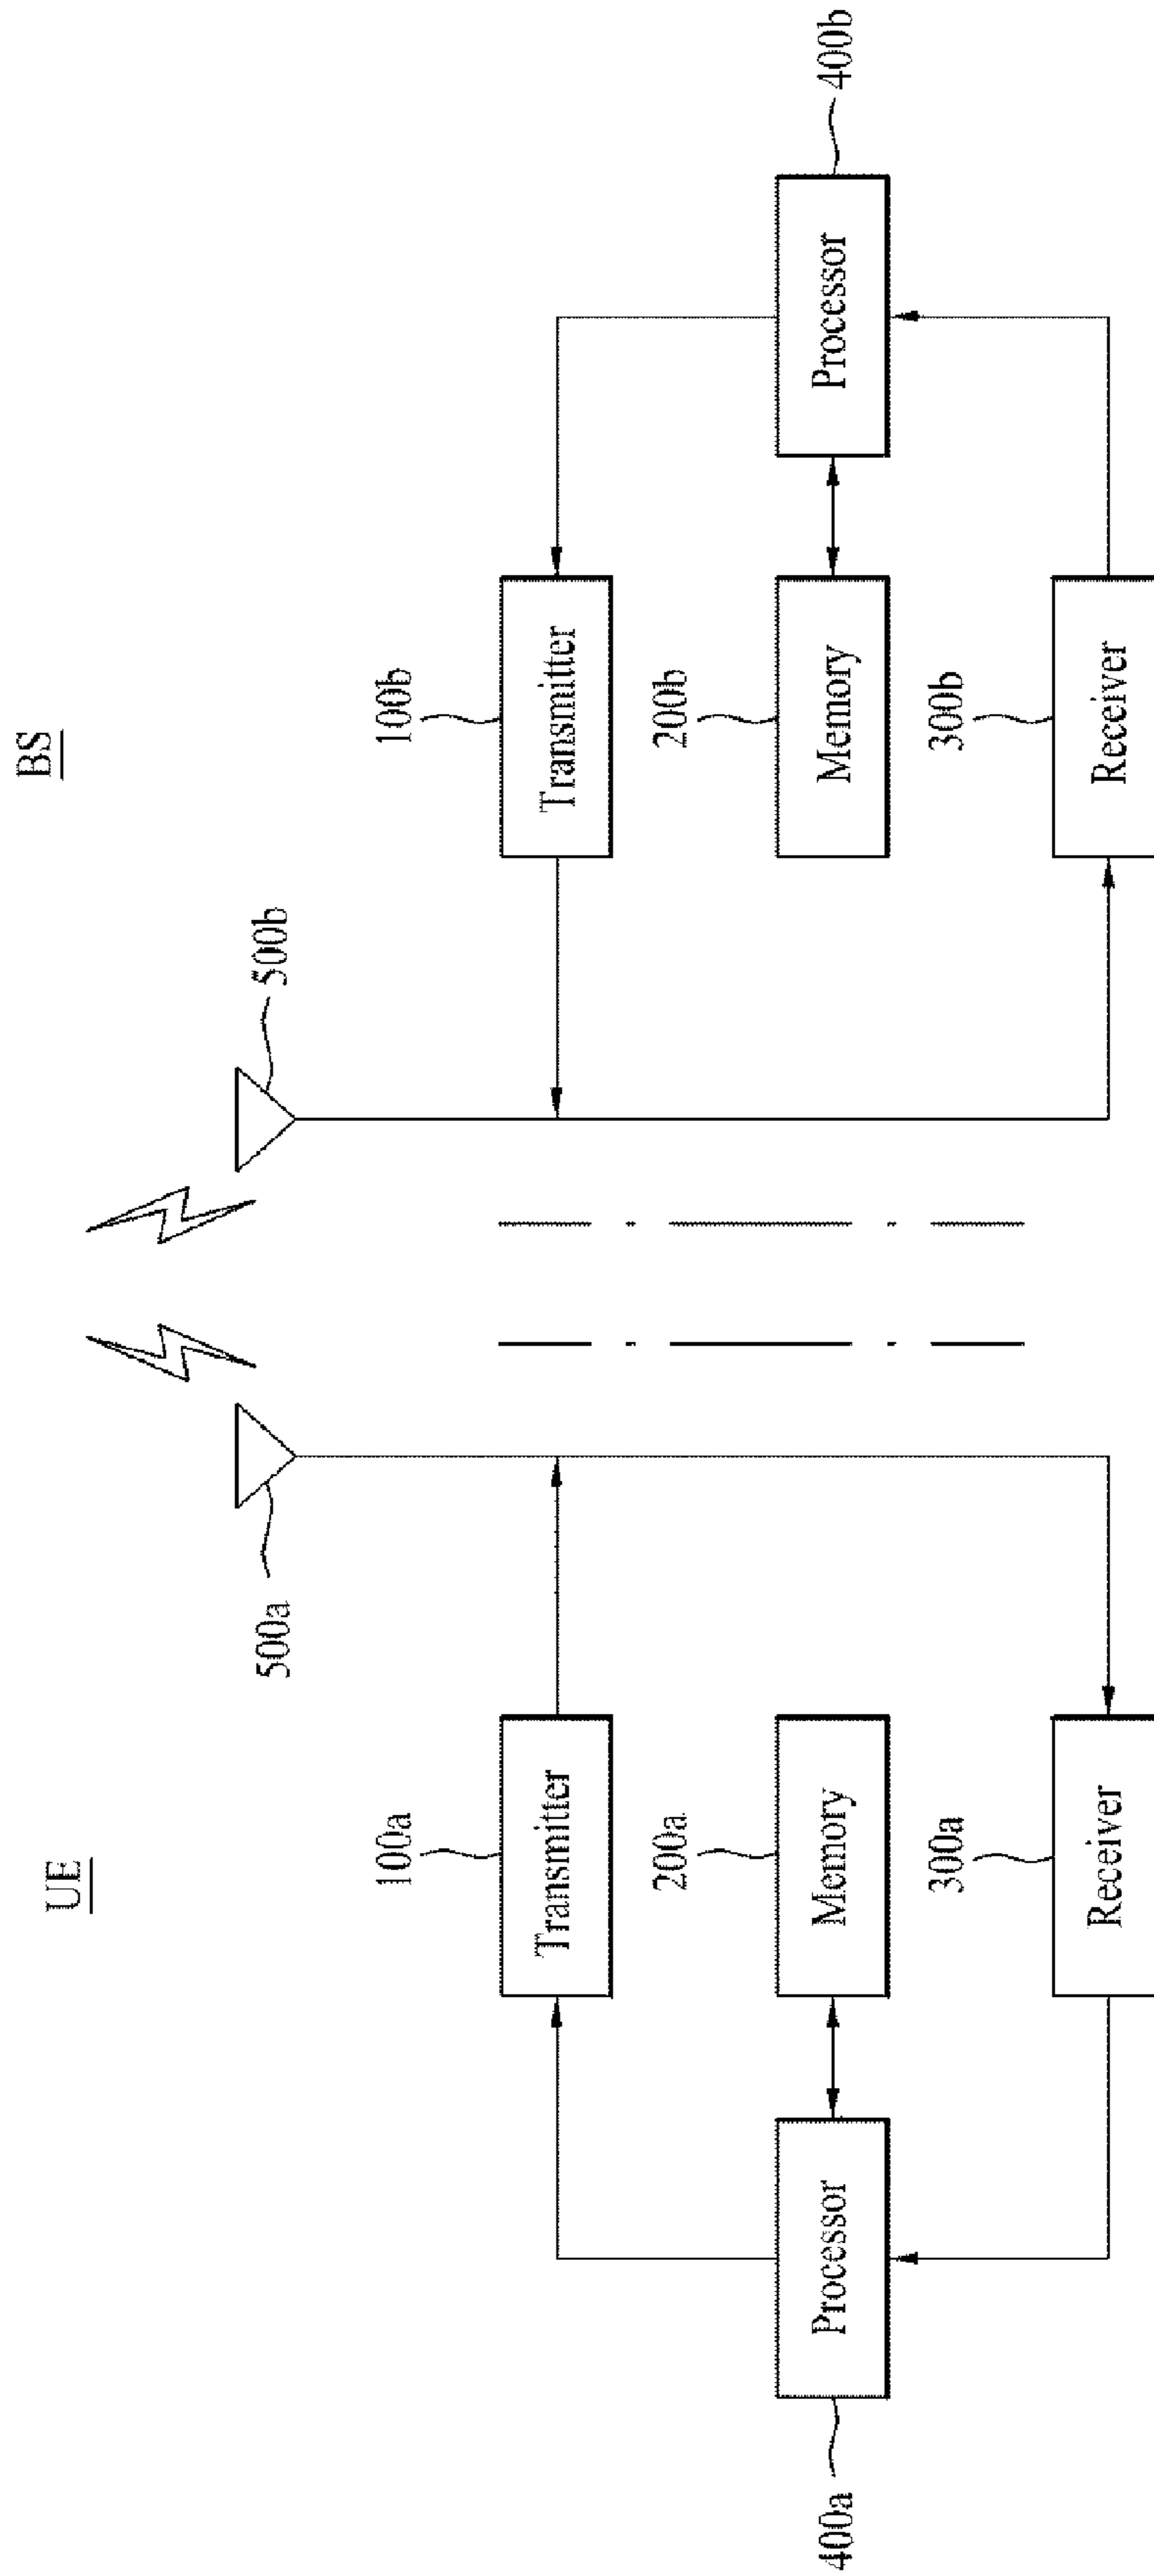 UE
BS
500a
500b
100a
Transmitter
100b
Transmitter
400a
Processor
200a
Memory
200b
Memory
Processor
400b
300a
Receiver
300b
Receiver